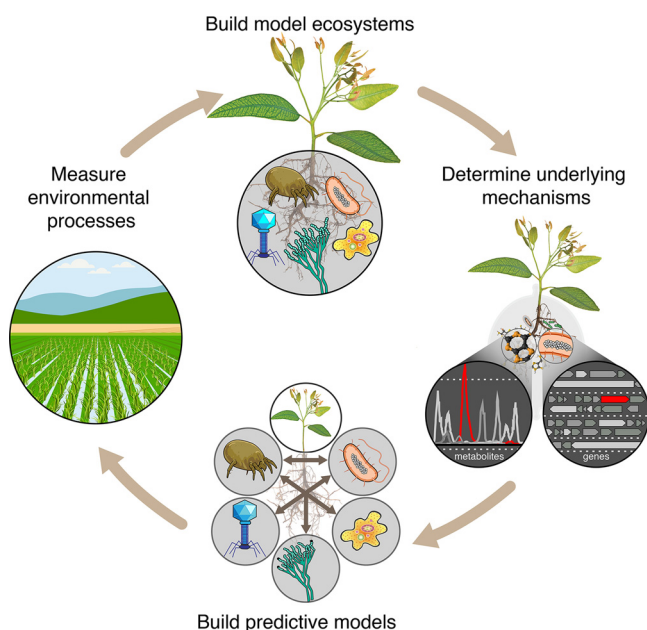 Build model ecosystems
Measure
environmental
processes
Determine underlying
mechanisms
metabolites
genes
Build predictive models